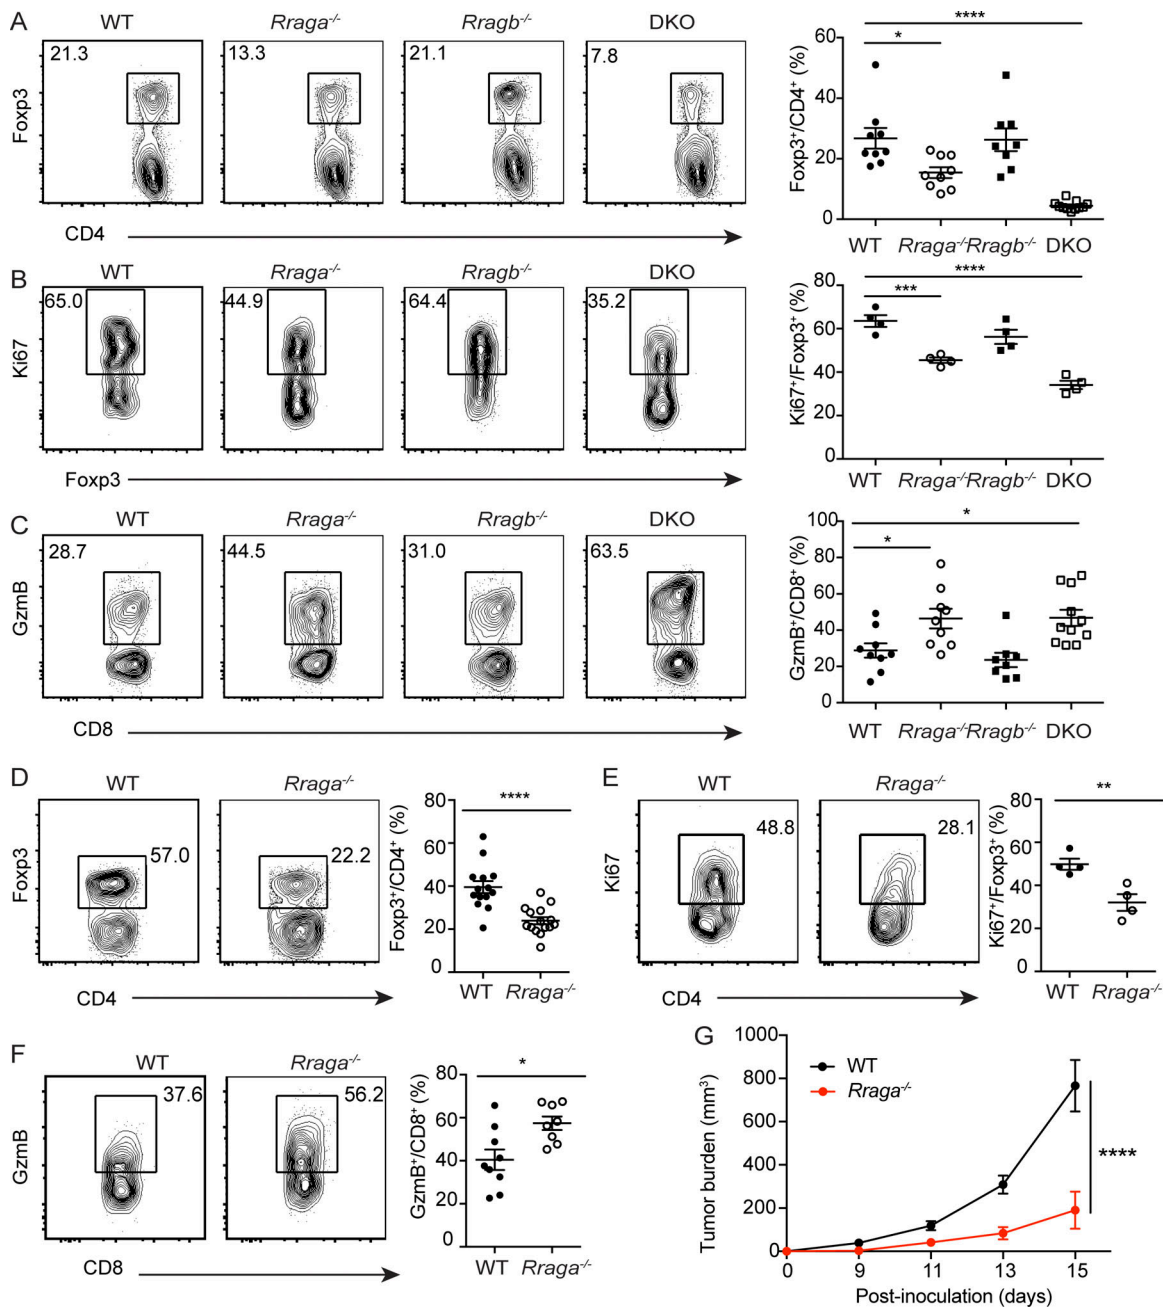 A
WT
Rraga-/-
Rragb-/-
DKO
Foxp3
21.3
13.3
21.1
7.8
CD4
Foxp3+/CD4+ (%)
60
40
20
0
*
****
WT
Rraga-/-
Rragb-/-
DKO
B
WT
Rraga-/-
Rragb-/-
DKO
Ki67
65.0
44.9
64.4
35.2
Foxp3
Ki67+/Foxp3+ (%)
80
60
40
20
0
****
***
WT
Rraga-/-
Rragb-/-
DKO
C
WT
Rraga-/-
Rragb-/-
DKO
GzmB
28.7
44.5
31.0
63.5
CD8
GzmB+/CD8+ (%)
100
80
60
40
20
0
*
*
WT
Rraga-/-
Rragb-/-
DKO
D
WT
Rraga-/-
Foxp3
57.0
22.2
CD4
Foxp3+/CD4+ (%)
80
60
40
20
0
****
WT
Rraga-/-
E
WT
Rraga-/-
Ki67
48.8
28.1
CD4
Ki67+/Foxp3+ (%)
80
60
40
20
0
**
WT
Rraga-/-
F
WT
Rraga-/-
GzmB
37.6
56.2
CD8
GzmB+/CD8+ (%)
80
60
40
20
0
*
WT
Rraga-/-
G
Tumor burden (mm3)
1000
800
600
400
200
0
WT
Rraga-/-
****
0
9
11
13
15
Post-inoculation (days)